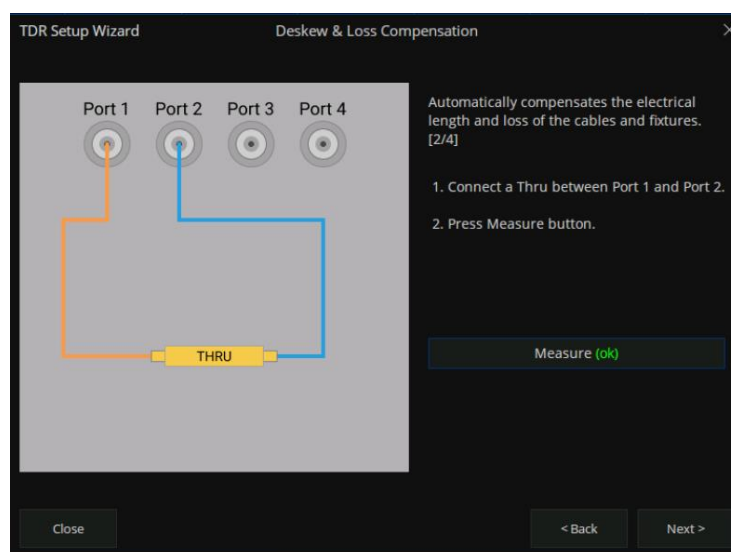 TDR Setup Wizard
Deskew & Loss Compensation
Port 1 Port 2 Port 3 Port 4
Automatically compensates the electrical
length and loss of the cables and fixtures.
[2/4]
1. Connect a Thru between Port 1 and Port 2.
2. Press Measure button.
THRU
Measure (ok)
Close
< Back
Next >